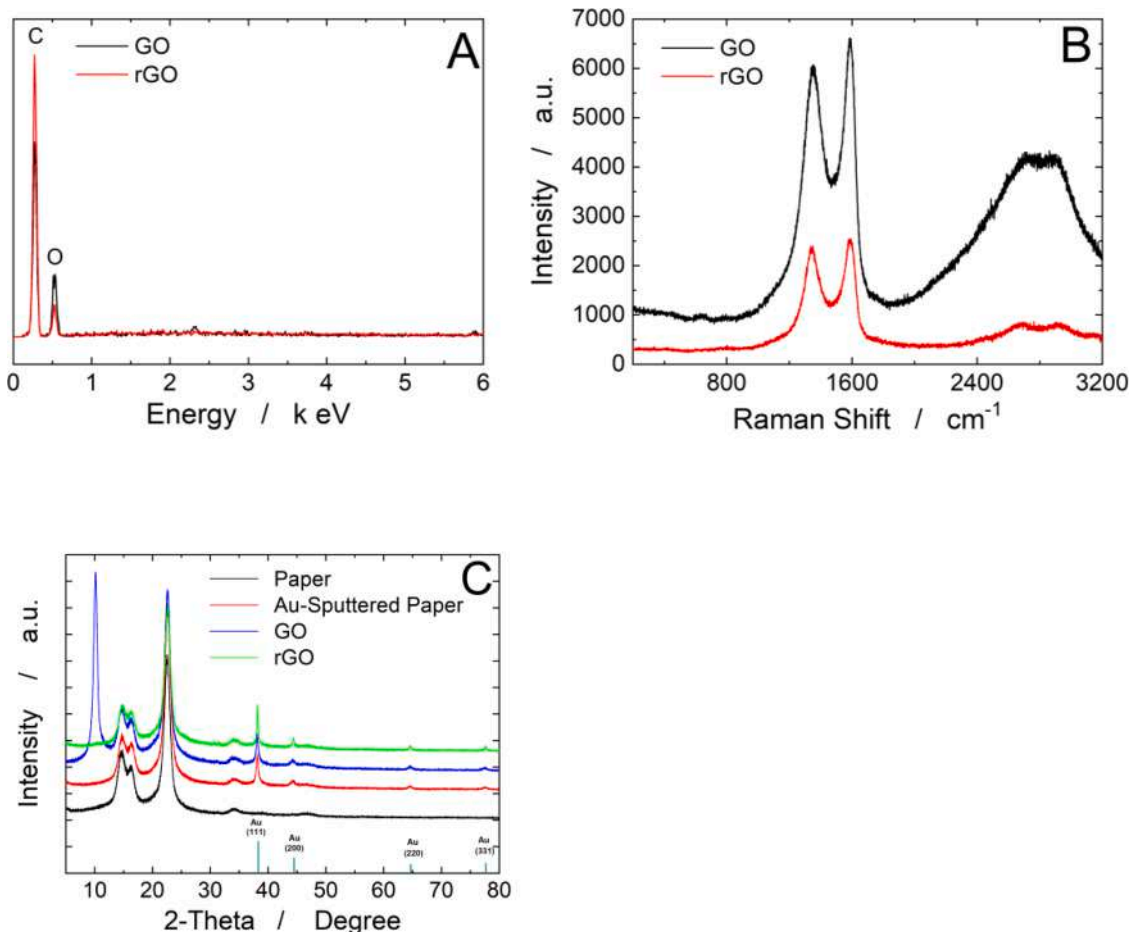 A
C
GO
rGO
O
0 1 2 3 4 5 6
Energy / k eV
B
7000
6000
5000
4000
3000
2000
1000
0
Intensity / a.u.
GO
rGO
800 1600 2400 3200
Raman Shift / cm-1
C
Paper
Au-Sputtered Paper
GO
rGO
Intensity / a.u.
Au
(111)
Au
(200)
Au
(220)
Au
(331)
10 20 30 40 50 60 70 80
2-Theta / Degree